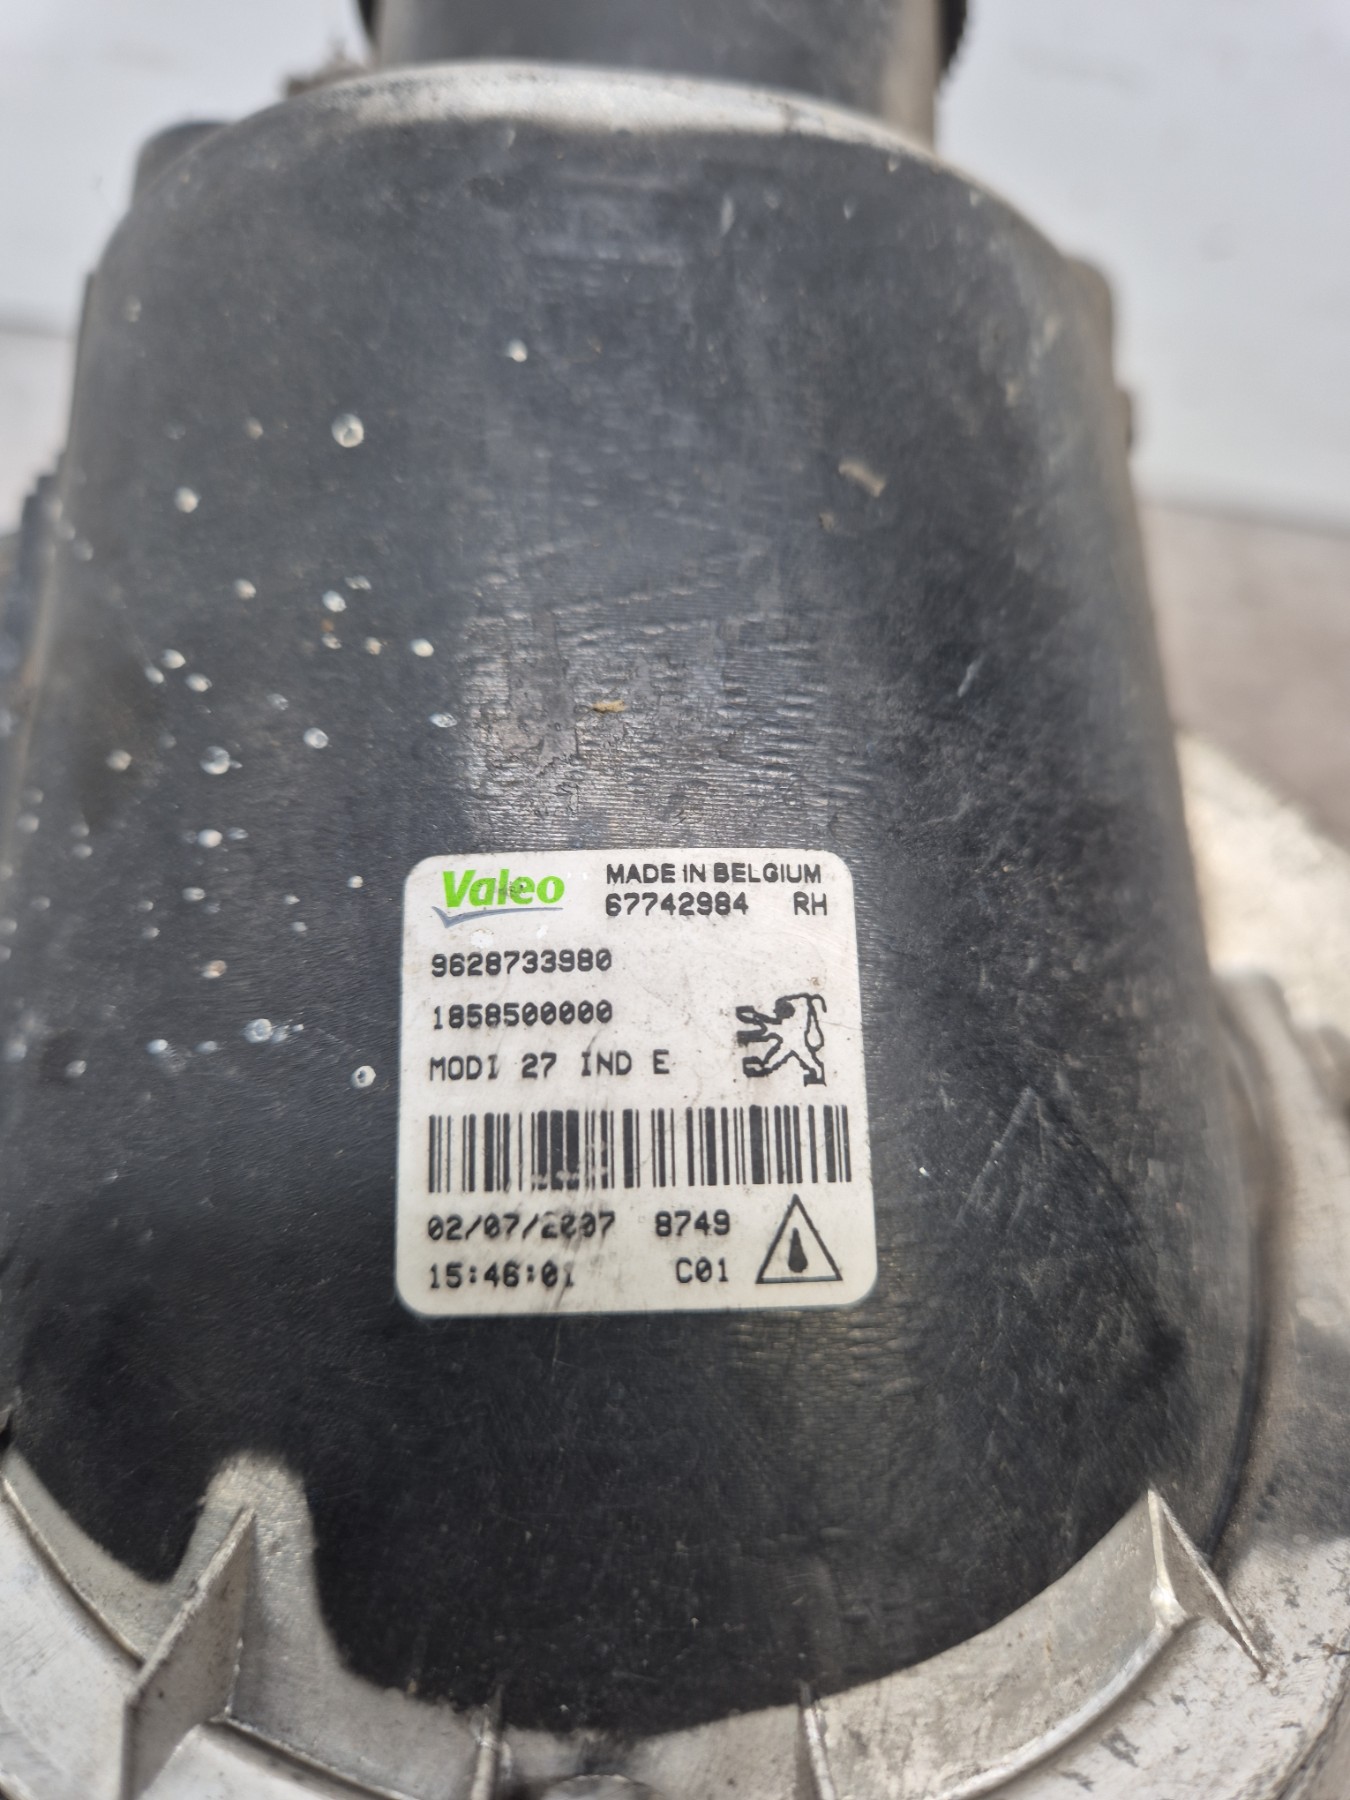 Valeo MADE IN BELGIUM
67742984 RH
9628733980
1858500000
MODI 27 IND E
02/07/2007 8749
15:46:01 C01